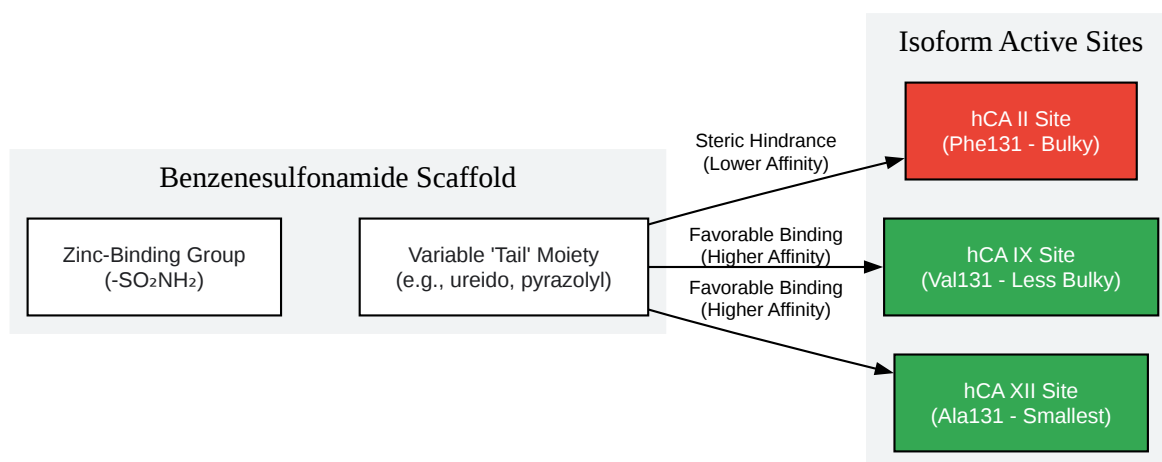 Isoform Active Sites
hCA II Site
(Phe131 - Bulky)
Steric Hindrance
(Lower Affinity)
Benzenesulfonamide Scaffold
Zinc-Binding Group
(-SO₂NH₂)
Variable 'Tail' Moiety
(e.g., ureido, pyrazolyl)
Favorable Binding
(Higher Affinity)
hCA IX Site
(Val131 - Less Bulky)
Favorable Binding
(Higher Affinity)
hCA XII Site
(Ala131 - Smallest)